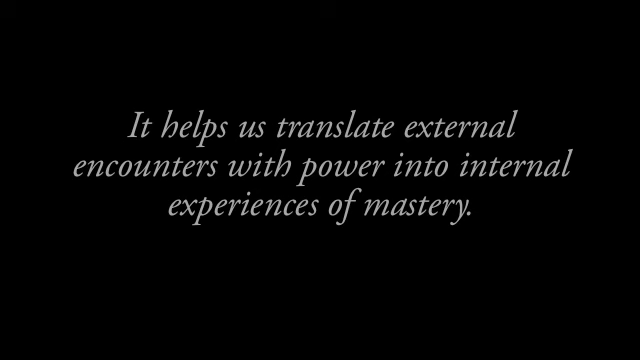 It helps us translate external
encounters with power into internal
experiences of mastery.